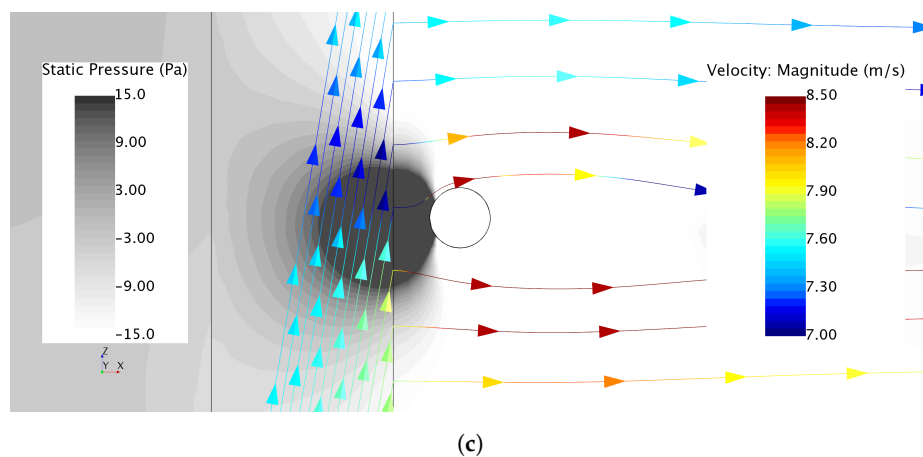 Static Pressure (Pa)
15.0
9.00
3.00
−3.00
−9.00
−15.0
Z
Y X
Velocity: Magnitude (m/s)
8.50
8.20
7.90
7.60
7.30
7.00
(c)